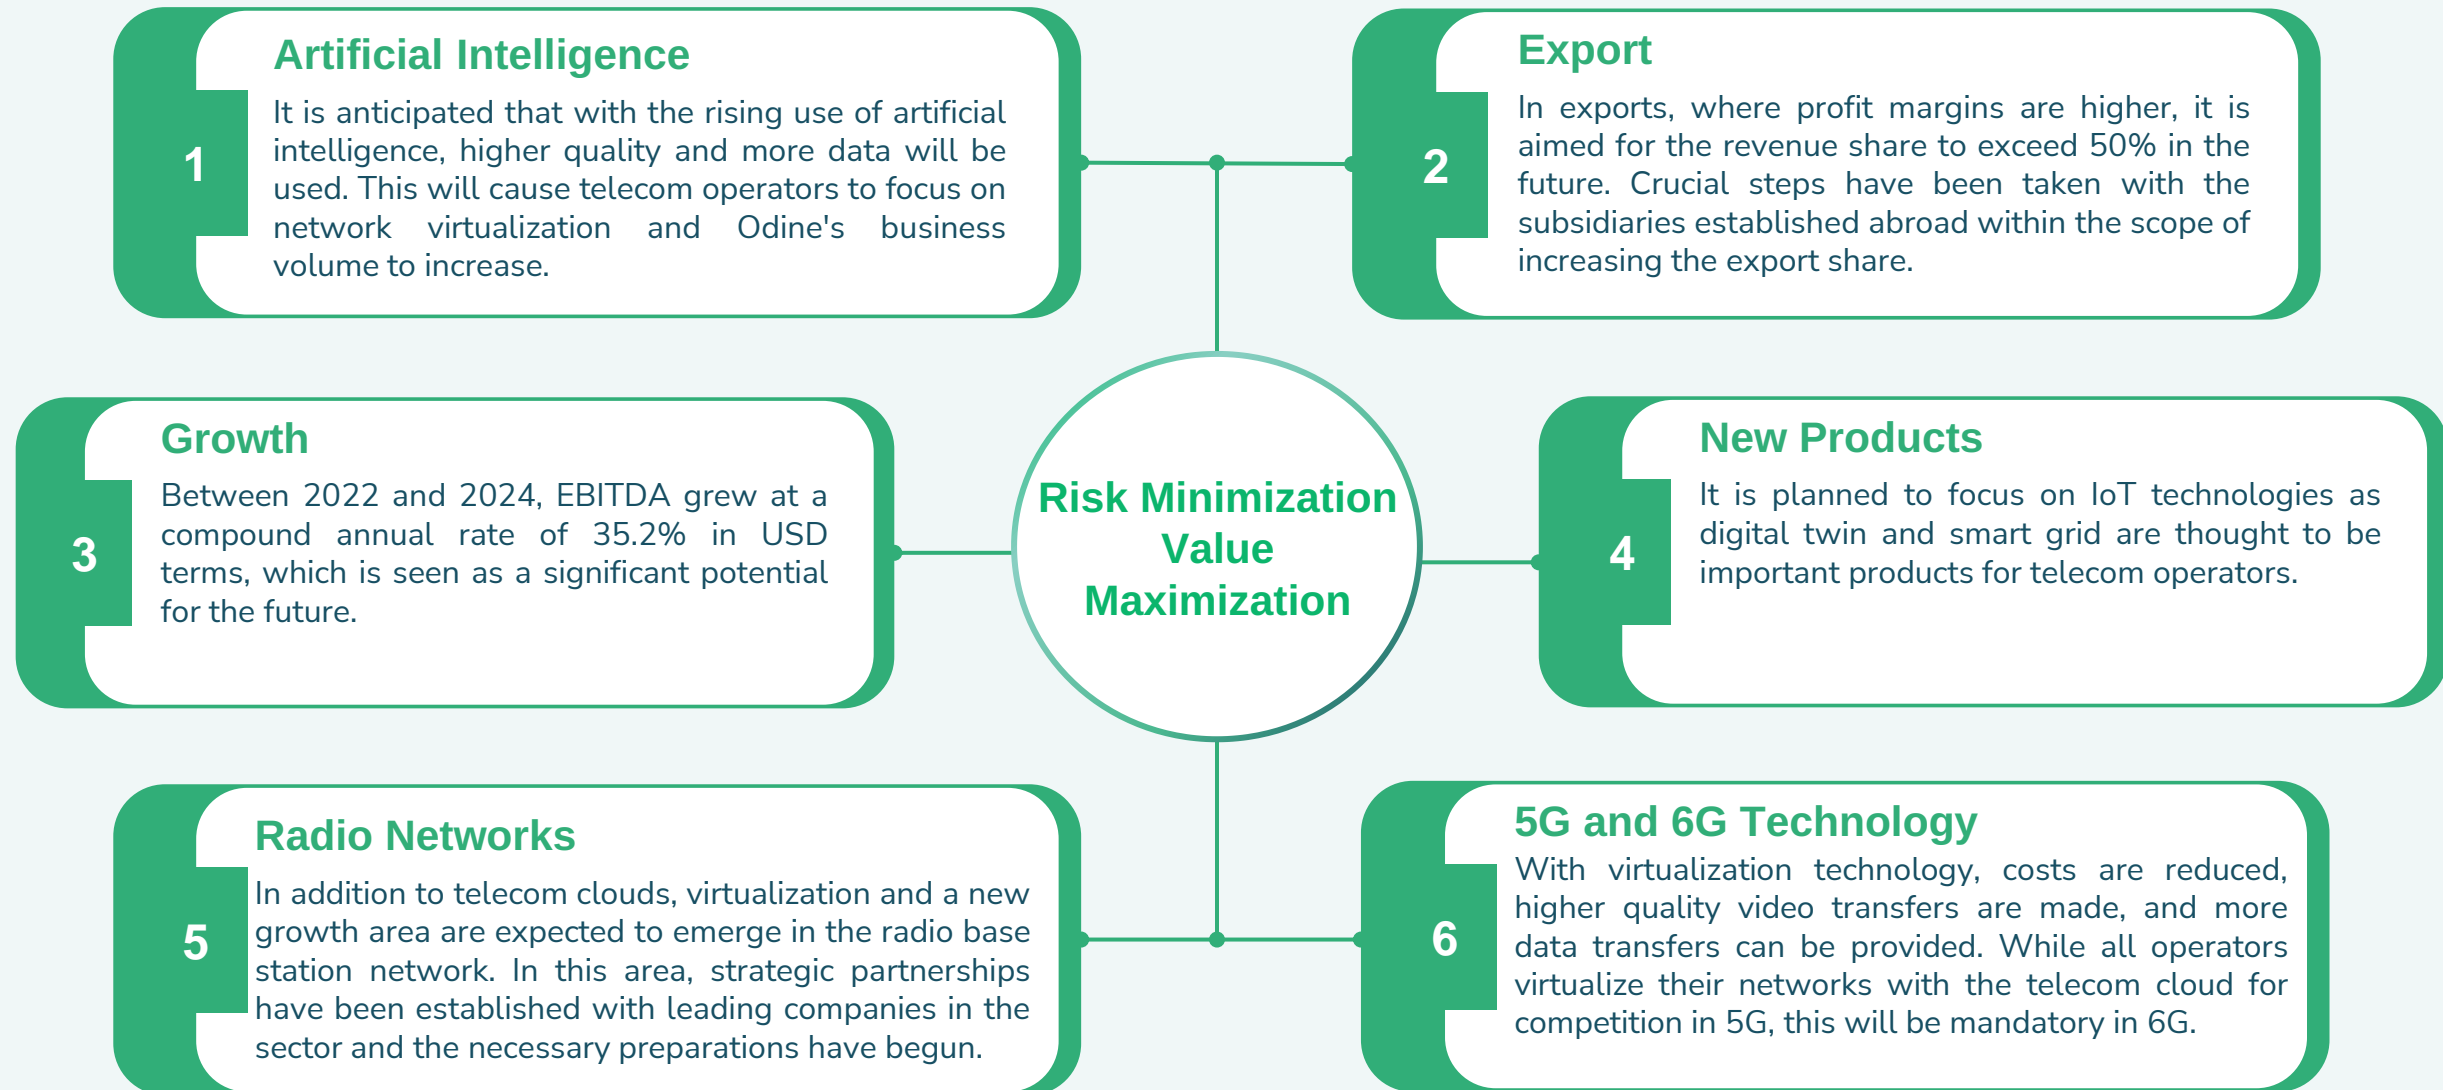 Artificial Intelligence
1
It is anticipated that with the rising use of artificial
intelligence, higher quality and more data will be
used. This will cause telecom operators to focus on
network virtualization and Odine's business
volume to increase.
Export
2
In exports, where profit margins are higher, it is
aimed for the revenue share to exceed 50% in the
future. Crucial steps have been taken with the
subsidiaries established abroad within the scope of
increasing the export share.
Growth
3
Between 2022 and 2024, EBITDA grew at a
compound annual rate of 35.2% in USD
terms, which is seen as a significant potential
for the future.
Risk Minimization
Value
Maximization
New Products
4
It is planned to focus on IoT technologies as
digital twin and smart grid are thought to be
important products for telecom operators.
Radio Networks
5
In addition to telecom clouds, virtualization and a new
growth area are expected to emerge in the radio base
station network. In this area, strategic partnerships
have been established with leading companies in the
sector and the necessary preparations have begun.
5G and 6G Technology
6
With virtualization technology, costs are reduced,
higher quality video transfers are made, and more
data transfers can be provided. While all operators
virtualize their networks with the telecom cloud for
competition in 5G, this will be mandatory in 6G.